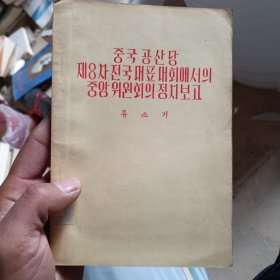 중국 공산당
제8차 전국 대표 대회에서의
중앙 위원회의 정치 보고
류 소 기